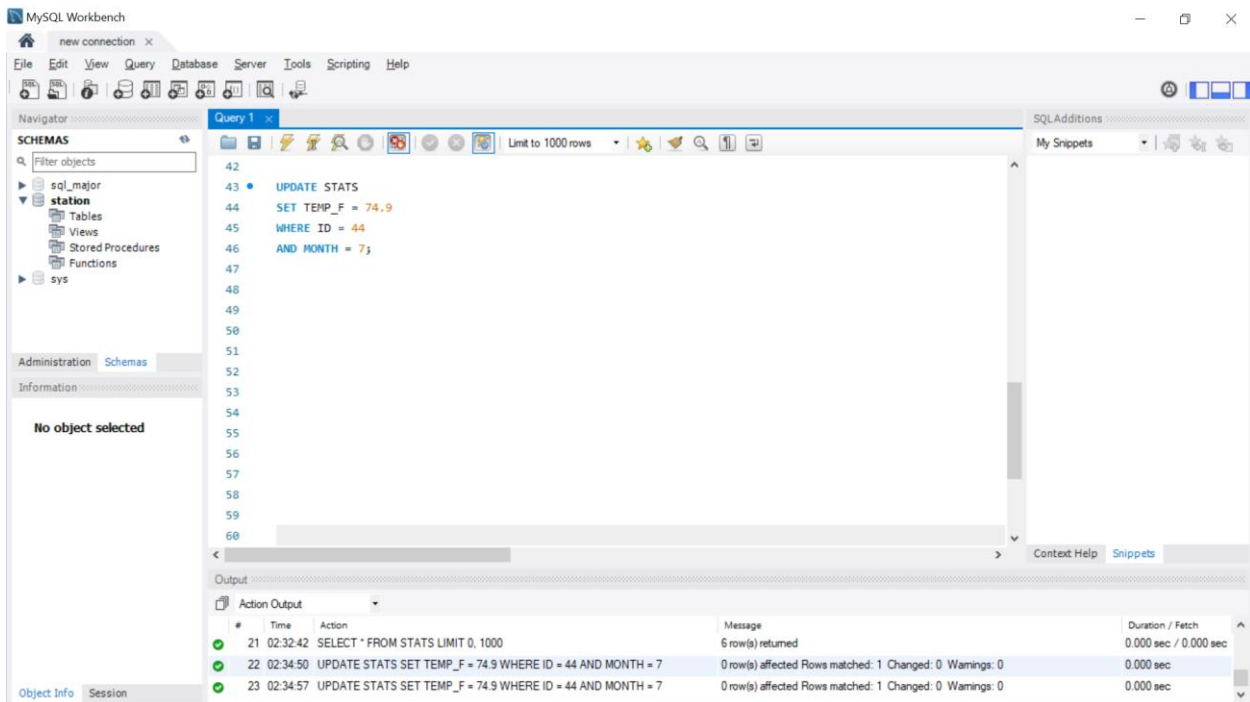 MySQL Workbench
new connection
File Edit View Query Database Server Tools Scripting Help
Navigator
SCHEMAS
Filter objects
sql_major
station
Tables
Views
Stored Procedures
Functions
sys
Administration Schemas
Information
No object selected
Object Info Session
Query 1
Limit to 1000 rows
42
43 UPDATE STATS
44 SET TEMP_F = 74.9
45 WHERE ID = 44
46 AND MONTH = 7;
47
48
49
50
51
52
53
54
55
56
57
58
59
60
SQLAdditions
My Snippets
Context Help Snippets
Output
Action Output
# Time Action Message Duration / Fetch
21 02:32:42 SELECT * FROM STATS LIMIT 0, 1000 6 row(s) returned 0.000 sec / 0.000 sec
22 02:34:50 UPDATE STATS SET TEMP_F = 74.9 WHERE ID = 44 AND MONTH = 7 0 row(s) affected Rows matched: 1 Changed: 0 Warnings: 0 0.000 sec
23 02:34:57 UPDATE STATS SET TEMP_F = 74.9 WHERE ID = 44 AND MONTH = 7 0 row(s) affected Rows matched: 1 Changed: 0 Warnings: 0 0.000 sec